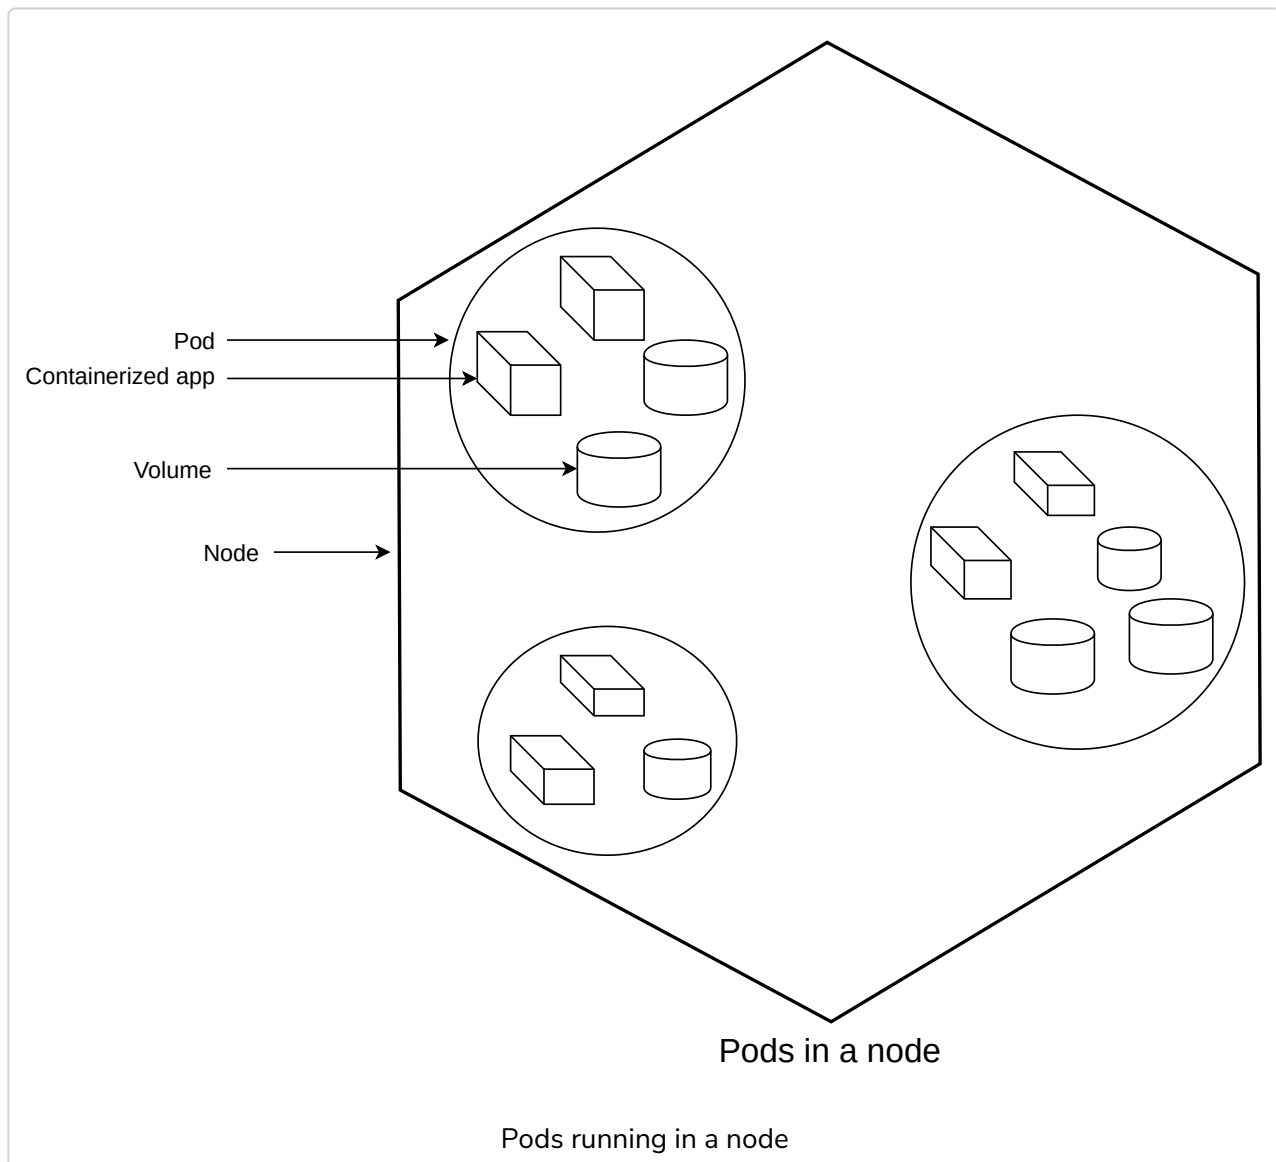 Pod
Containerized app
Volume
Node
Pods in a node
Pods running in a node